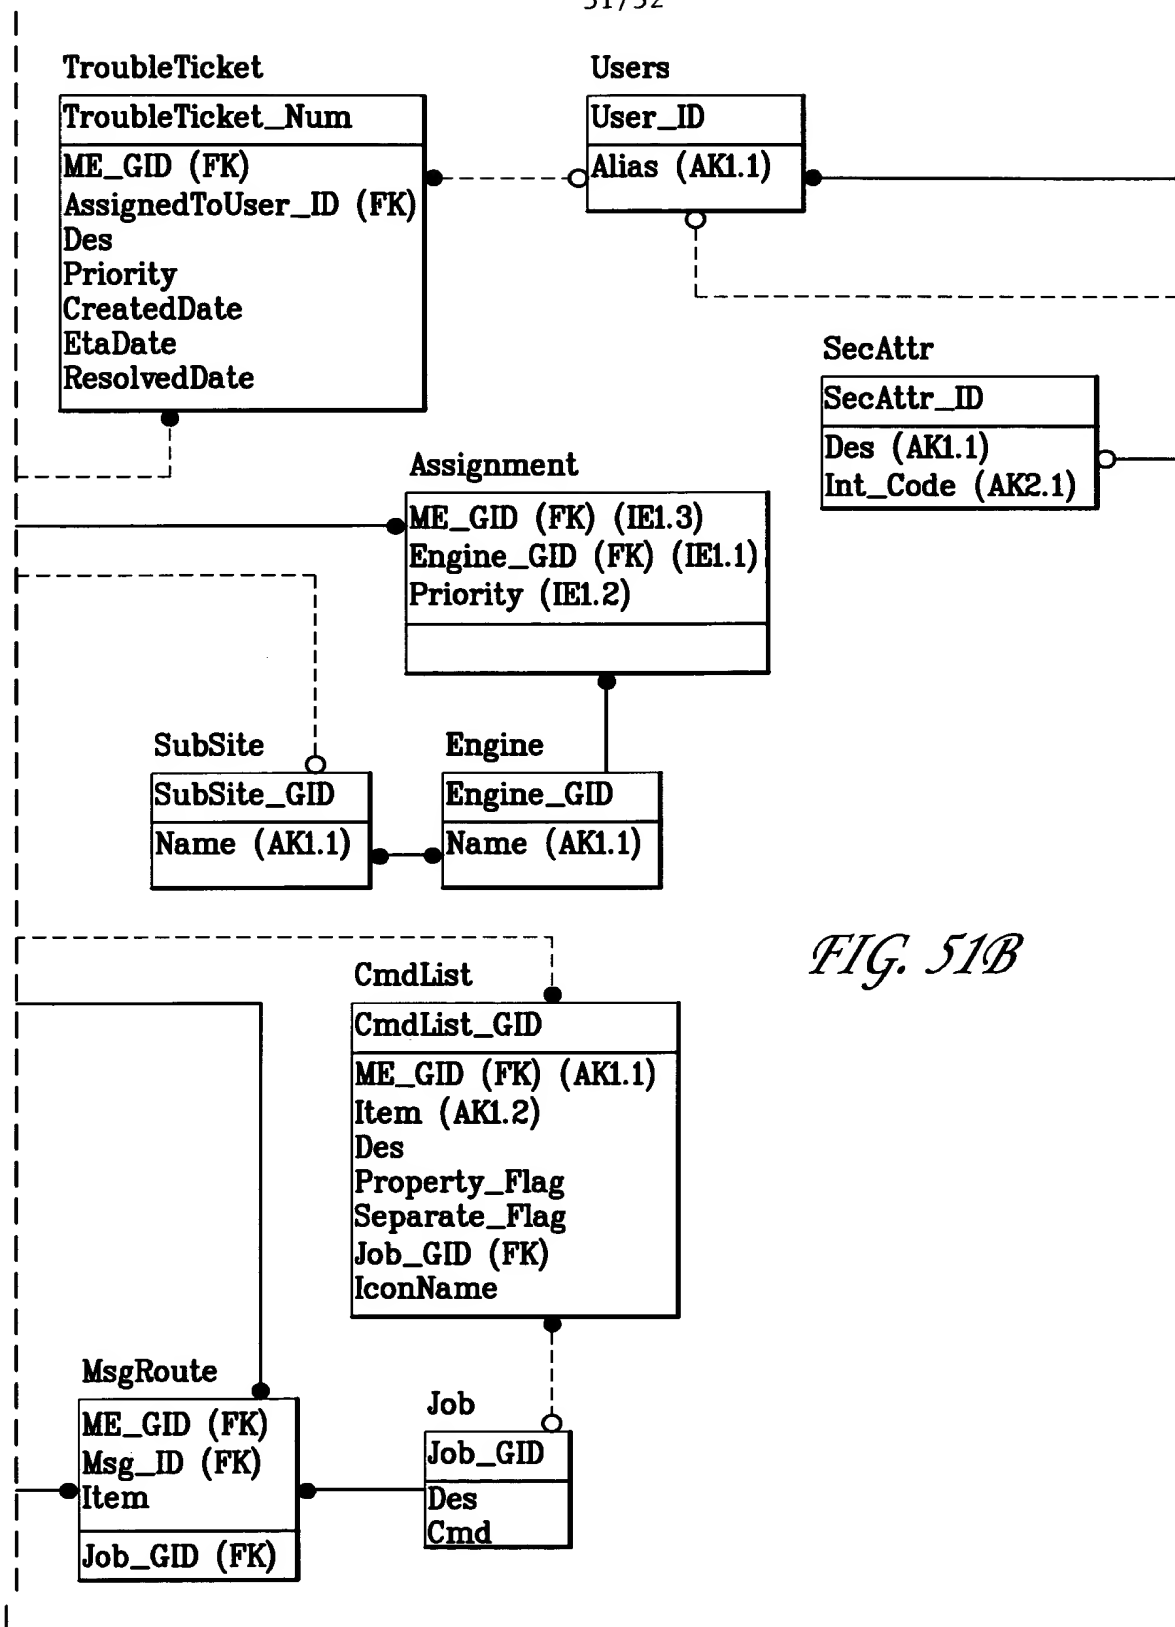 51/52
TroubleTicket
TroubleTicket_Num
ME_GID (FK)
AssignedToUser_ID (FK)
Des
Priority
CreatedDate
EtaDate
ResolvedDate
Users
User_ID
Alias (AK1.1)
SecAttr
SecAttr_ID
Des (AK1.1)
Int_Code (AK2.1)
Assignment
ME_GID (FK) (IE1.3)
Engine_GID (FK) (IE1.1)
Priority (IE1.2)
SubSite
SubSite_GID
Name (AK1.1)
Engine
Engine_GID
Name (AK1.1)
FIG. 51B
CmdList
CmdList_GID
ME_GID (FK) (AK1.1)
Item (AK1.2)
Des
Property_Flag
Separate_Flag
Job_GID (FK)
IconName
MsgRoute
ME_GID (FK)
Msg_ID (FK)
Item
Job_GID (FK)
Job
Job_GID
Des
Cmd